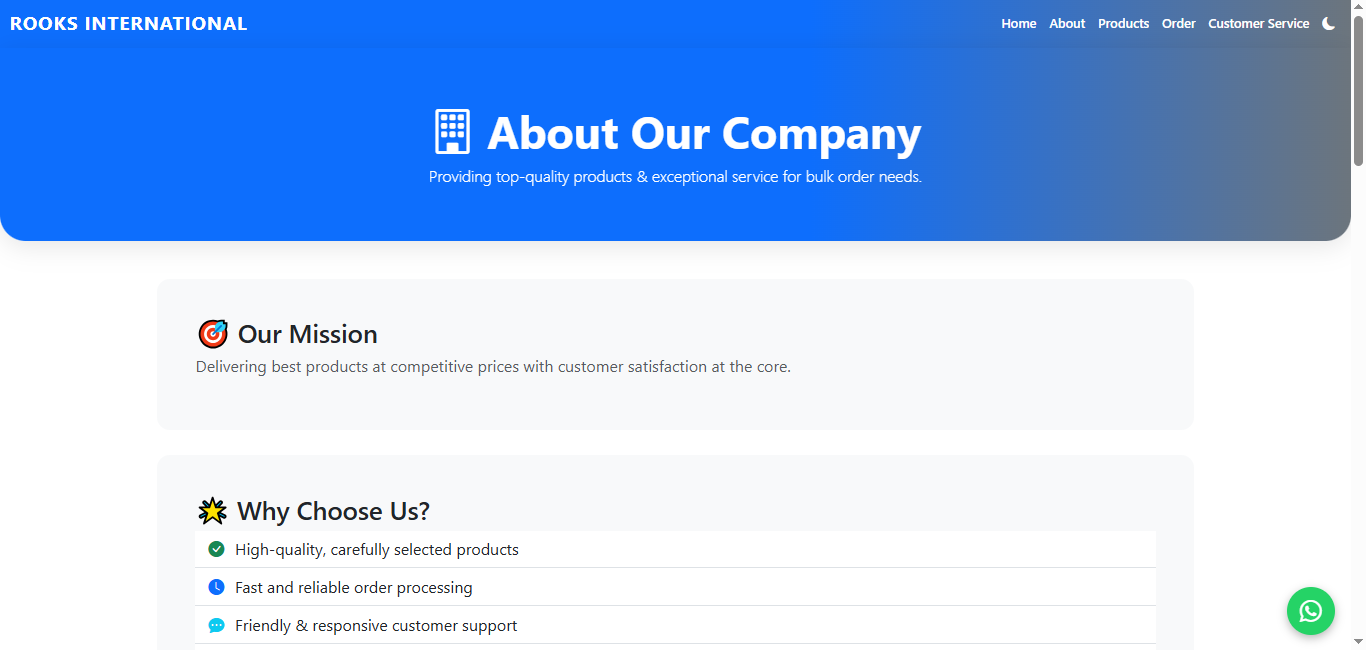 ROOKS INTERNATIONAL
Home About Products Order Customer Service
About Our Company
Providing top-quality products & exceptional service for bulk order needs.
Our Mission
Delivering best products at competitive prices with customer satisfaction at the core.
Why Choose Us?
High-quality, carefully selected products
Fast and reliable order processing
Friendly & responsive customer support